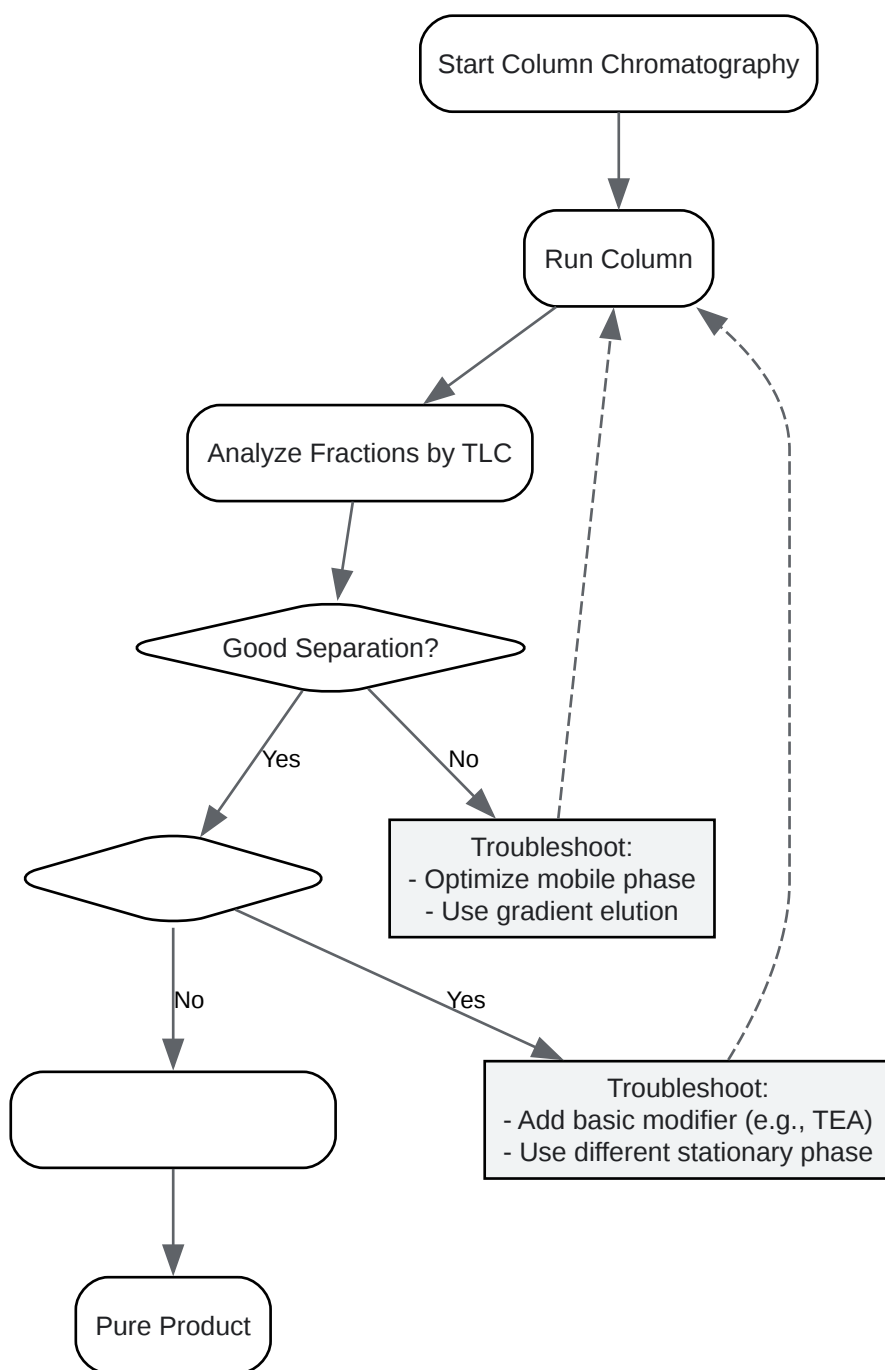 Start Column Chromatography
Run Column
Analyze Fractions by TLC
Good Separation?
Yes
No
Troubleshoot:
- Optimize mobile phase
- Use gradient elution
No
Yes
Troubleshoot:
- Add basic modifier (e.g., TEA)
- Use different stationary phase
Pure Product